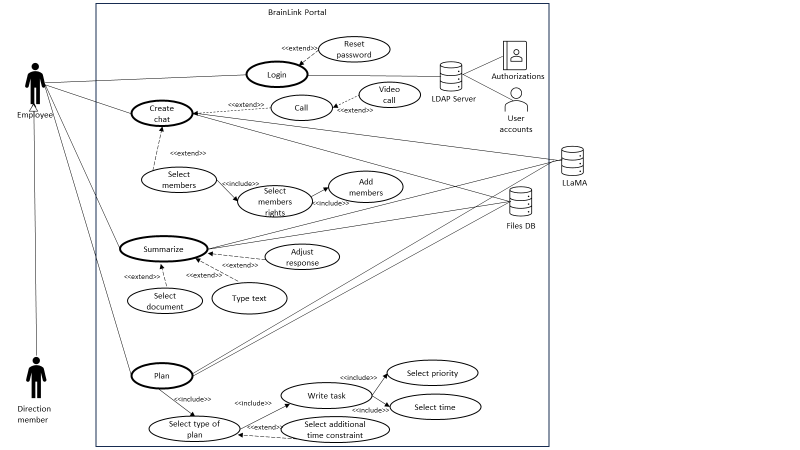 BrainLink Portal
Reset
password
<<extend>>
Login
LDAP Server
Authorizations
User
accounts
Employee
Create
chat
<<extend>>
Call
Video
call
<<extend>>
<<extend>>
Select
members
<<include>>
Select
members
rights
<<include>>
Add
members
LLaMA
Files DB
Summarize
Adjust
response
<<extend>>
<<extend>>
<<extend>>
Select
document
Type text
Plan
<<include>>
Select type of
plan
<<include>>
Write task
<<include>>
Select priority
<<include>>
Select time
<<extend>>
Select additional
time constraint
Direction
member